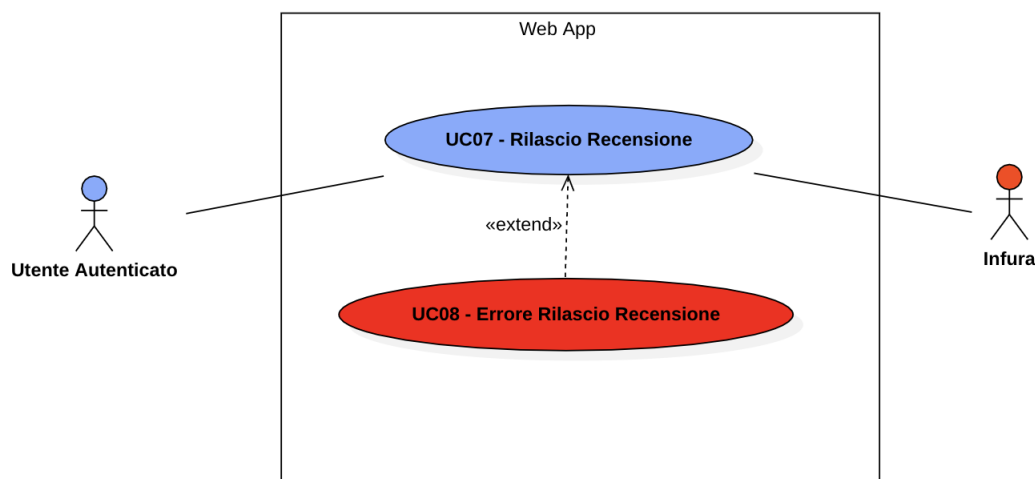 Web App
UC07 - Rilascio Recensione
«extend»
Utente Autenticato
Infura
UC08 - Errore Rilascio Recensione